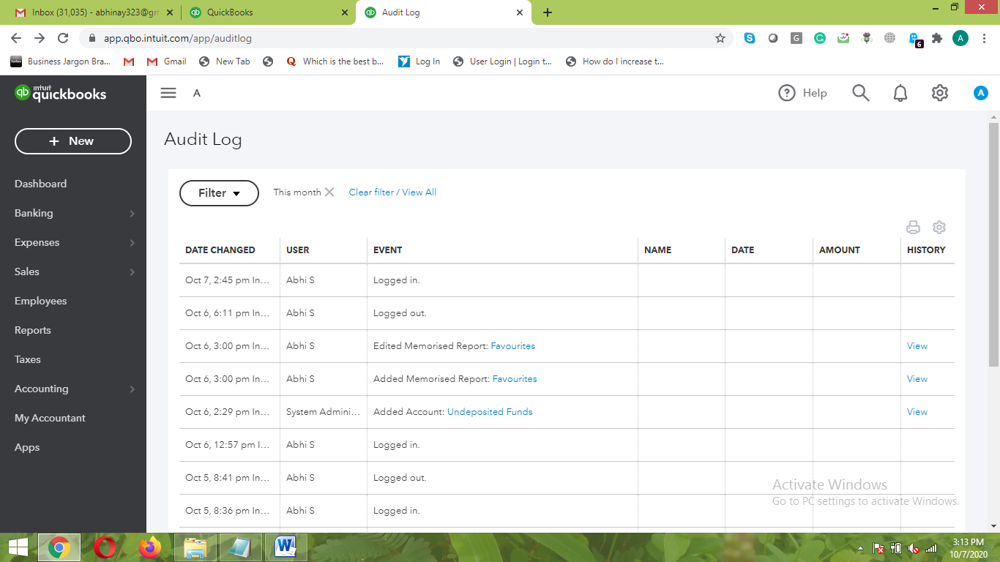 Inbox (31,035) - abhinay323@gm
QuickBooks
Audit Log
app.qbo.intuit.com/app/auditlog
G
6
A
Business Jargon Bra...
Gmail
New Tab
Which is the best b...
Log In
User Login | Login t...
How do I increase t...
qb intuit quickbooks
A
Help
A
+ New
Audit Log
Dashboard
Banking
Expenses
Sales
Employees
Reports
Taxes
Accounting
My Accountant
Apps
Filter
This month
Clear filter / View All
DATE CHANGED USER EVENT NAME DATE AMOUNT HISTORY
Oct 7, 2:45 pm In... Abhi S Logged in.
Oct 6, 6:11 pm In... Abhi S Logged out.
Oct 6, 3:00 pm In... Abhi S Edited Memorised Report: Favourites View
Oct 6, 3:00 pm In... Abhi S Added Memorised Report: Favourites View
Oct 6, 2:29 pm In... System Admini... Added Account: Undeposited Funds View
Oct 6, 12:57 pm I... Abhi S Logged in.
Oct 5, 8:41 pm In... Abhi S Logged out.
Oct 5, 8:36 pm In... Abhi S Logged in.
Activate Windows
Go to PC settings to activate Windows.
3:13 PM
10/7/2020